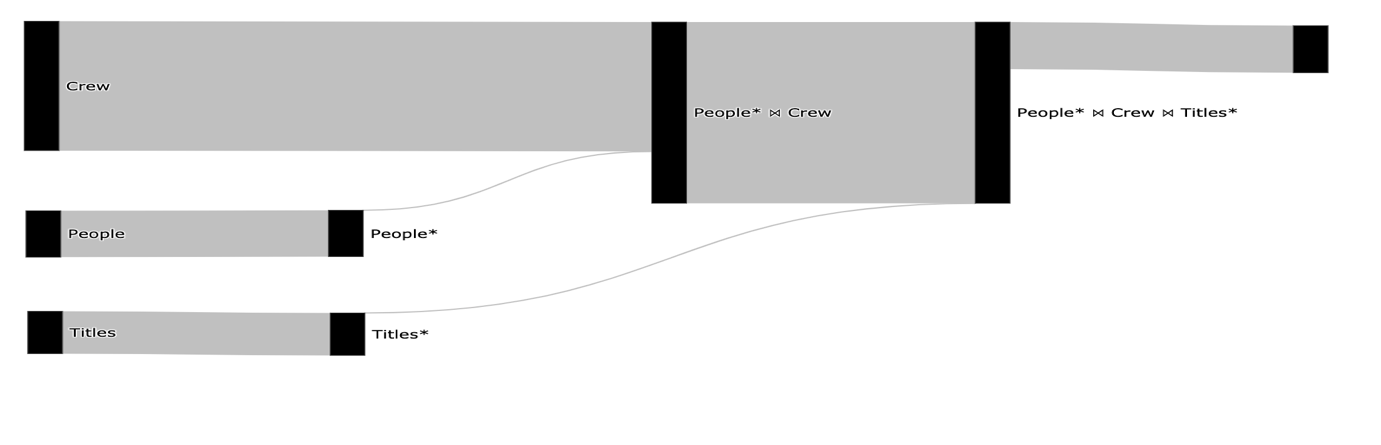 Crew
People* ⋈ Crew
People* ⋈ Crew ⋈ Titles*
People
People*
Titles
Titles*